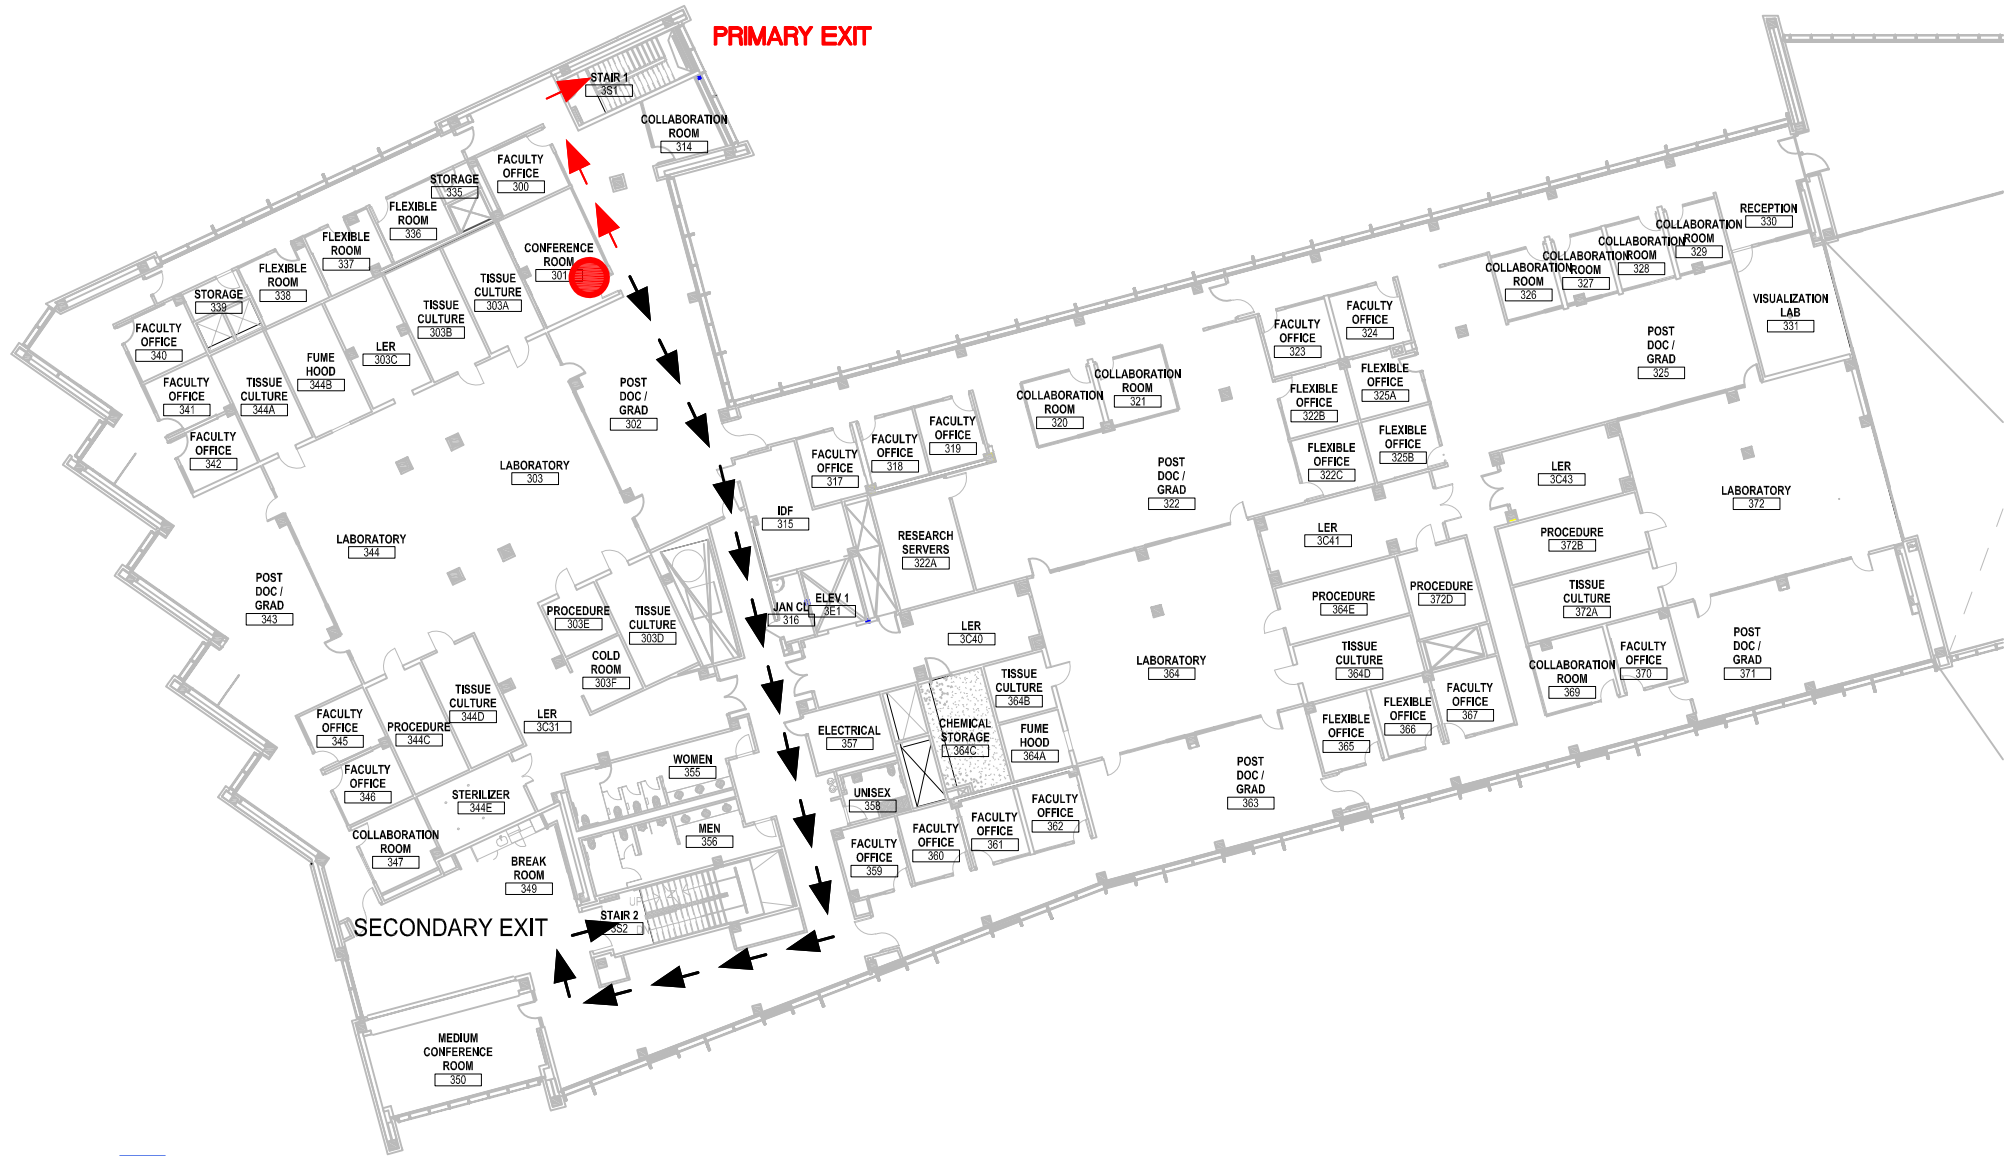 PRIMARY EXIT
STAIR 1
3S1
COLLABORATION
ROOM
314
FACULTY
OFFICE
300
STORAGE
335
FLEXIBLE
ROOM
336
FLEXIBLE
ROOM
337
FLEXIBLE
ROOM
338
STORAGE
339
CONFERENCE
ROOM
301
TISSUE
CULTURE
303A
TISSUE
CULTURE
303B
LER
303C
FUME
HOOD
344B
TISSUE
CULTURE
344A
FACULTY
OFFICE
340
FACULTY
OFFICE
341
FACULTY
OFFICE
342
POST
DOC /
GRAD
302
LABORATORY
303
LABORATORY
344
POST
DOC /
GRAD
343
PROCEDURE
303E
TISSUE
CULTURE
303D
COLD
ROOM
303F
LER
3C31
TISSUE
CULTURE
344D
PROCEDURE
344C
FACULTY
OFFICE
345
FACULTY
OFFICE
346
STERILIZER
344E
COLLABORATION
ROOM
347
BREAK
ROOM
349
WOMEN
355
MEN
356
UP
STAIR 2
3S2
SECONDARY EXIT
MEDIUM
CONFERENCE
ROOM
350
IDF
315
JAN CL
316
ELEV 1
3E1
FACULTY
OFFICE
317
FACULTY
OFFICE
318
FACULTY
OFFICE
319
RESEARCH
SERVERS
322A
LER
3C40
ELECTRICAL
357
UNISEX
358
CHEMICAL
STORAGE
364C
TISSUE
CULTURE
364B
FUME
HOOD
364A
FACULTY
OFFICE
359
FACULTY
OFFICE
360
FACULTY
OFFICE
361
FACULTY
OFFICE
362
COLLABORATION
ROOM
320
COLLABORATION
ROOM
321
POST
DOC /
GRAD
322
FACULTY
OFFICE
323
FACULTY
OFFICE
324
FLEXIBLE
OFFICE
322B
FLEXIBLE
OFFICE
325A
FLEXIBLE
OFFICE
322C
FLEXIBLE
OFFICE
325B
LER
3C41
PROCEDURE
364E
PROCEDURE
372D
TISSUE
CULTURE
364D
LABORATORY
364
POST
DOC /
GRAD
363
FLEXIBLE
OFFICE
365
FLEXIBLE
OFFICE
366
FACULTY
OFFICE
367
COLLABORATION
ROOM
326
COLLABORATION
ROOM
327
COLLABORATION
ROOM
328
COLLABORATION
ROOM
329
RECEPTION
330
VISUALIZATION
LAB
331
POST
DOC /
GRAD
325
LER
3C43
PROCEDURE
372B
TISSUE
CULTURE
372A
LABORATORY
372
COLLABORATION
ROOM
369
FACULTY
OFFICE
370
POST
DOC /
GRAD
371